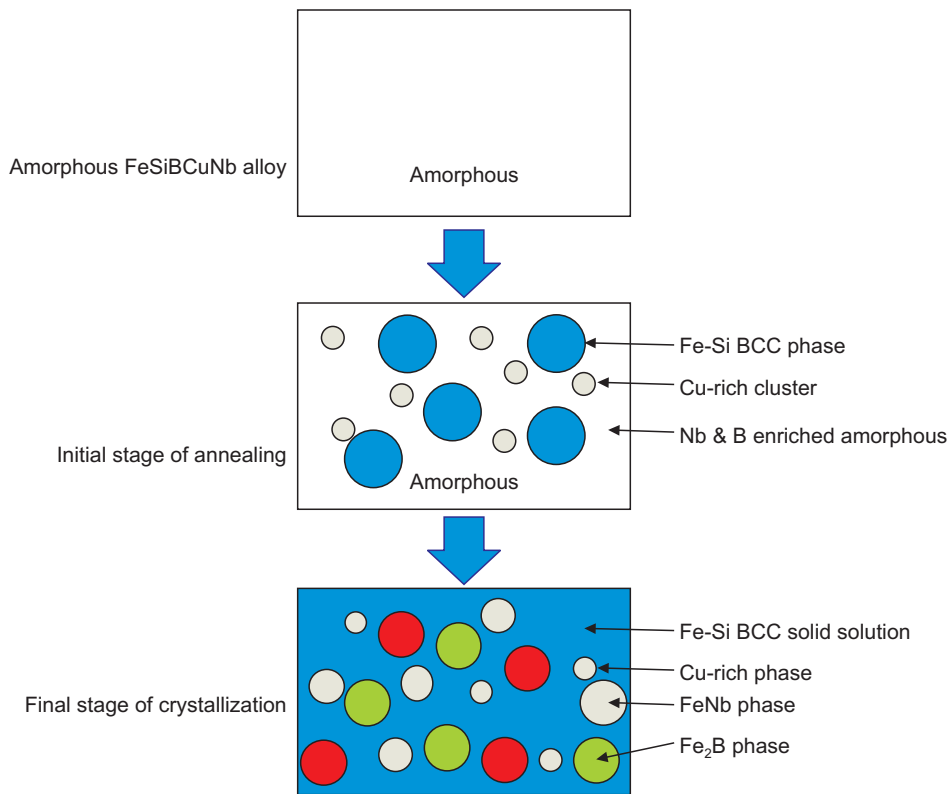 Amorphous FeSiBCuNb alloy
Amorphous
Fe-Si BCC phase
Cu-rich cluster
Nb & B enriched amorphous
Initial stage of annealing
Amorphous
Fe-Si BCC solid solution
Cu-rich phase
FeNb phase
Final stage of crystallization
Fe₂B phase